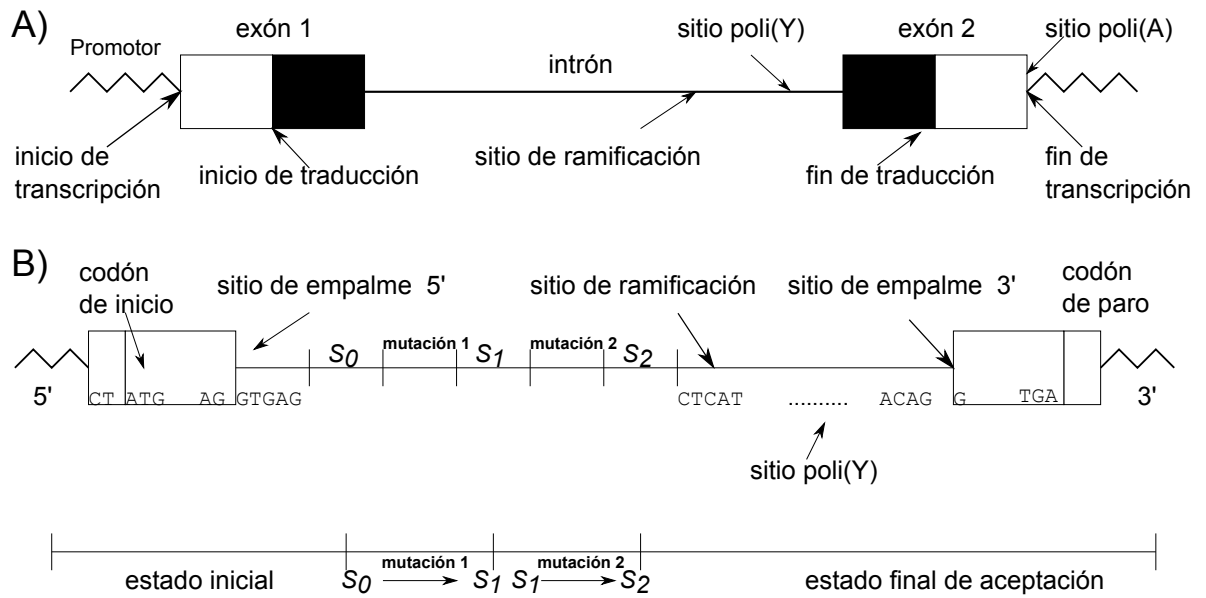 A)
Promotor
exón 1
intrón
sitio poli(Y)
exón 2
sitio poli(A)
inicio de
transcripción
inicio de traducción
sitio de ramificación
fin de traducción
fin de
transcripción
B)
codón
de inicio
sitio de empalme 5'
sitio de ramificación
sitio de empalme 3'
codón
de paro
S0 mutación 1 S1 mutación 2 S2
5' CT ATG AG GTGAG CTCAT .......... ACAG G TGA 3'
sitio poli(Y)
estado inicial
S0 mutación 1 S1 S1 mutación 2 S2
estado final de aceptación